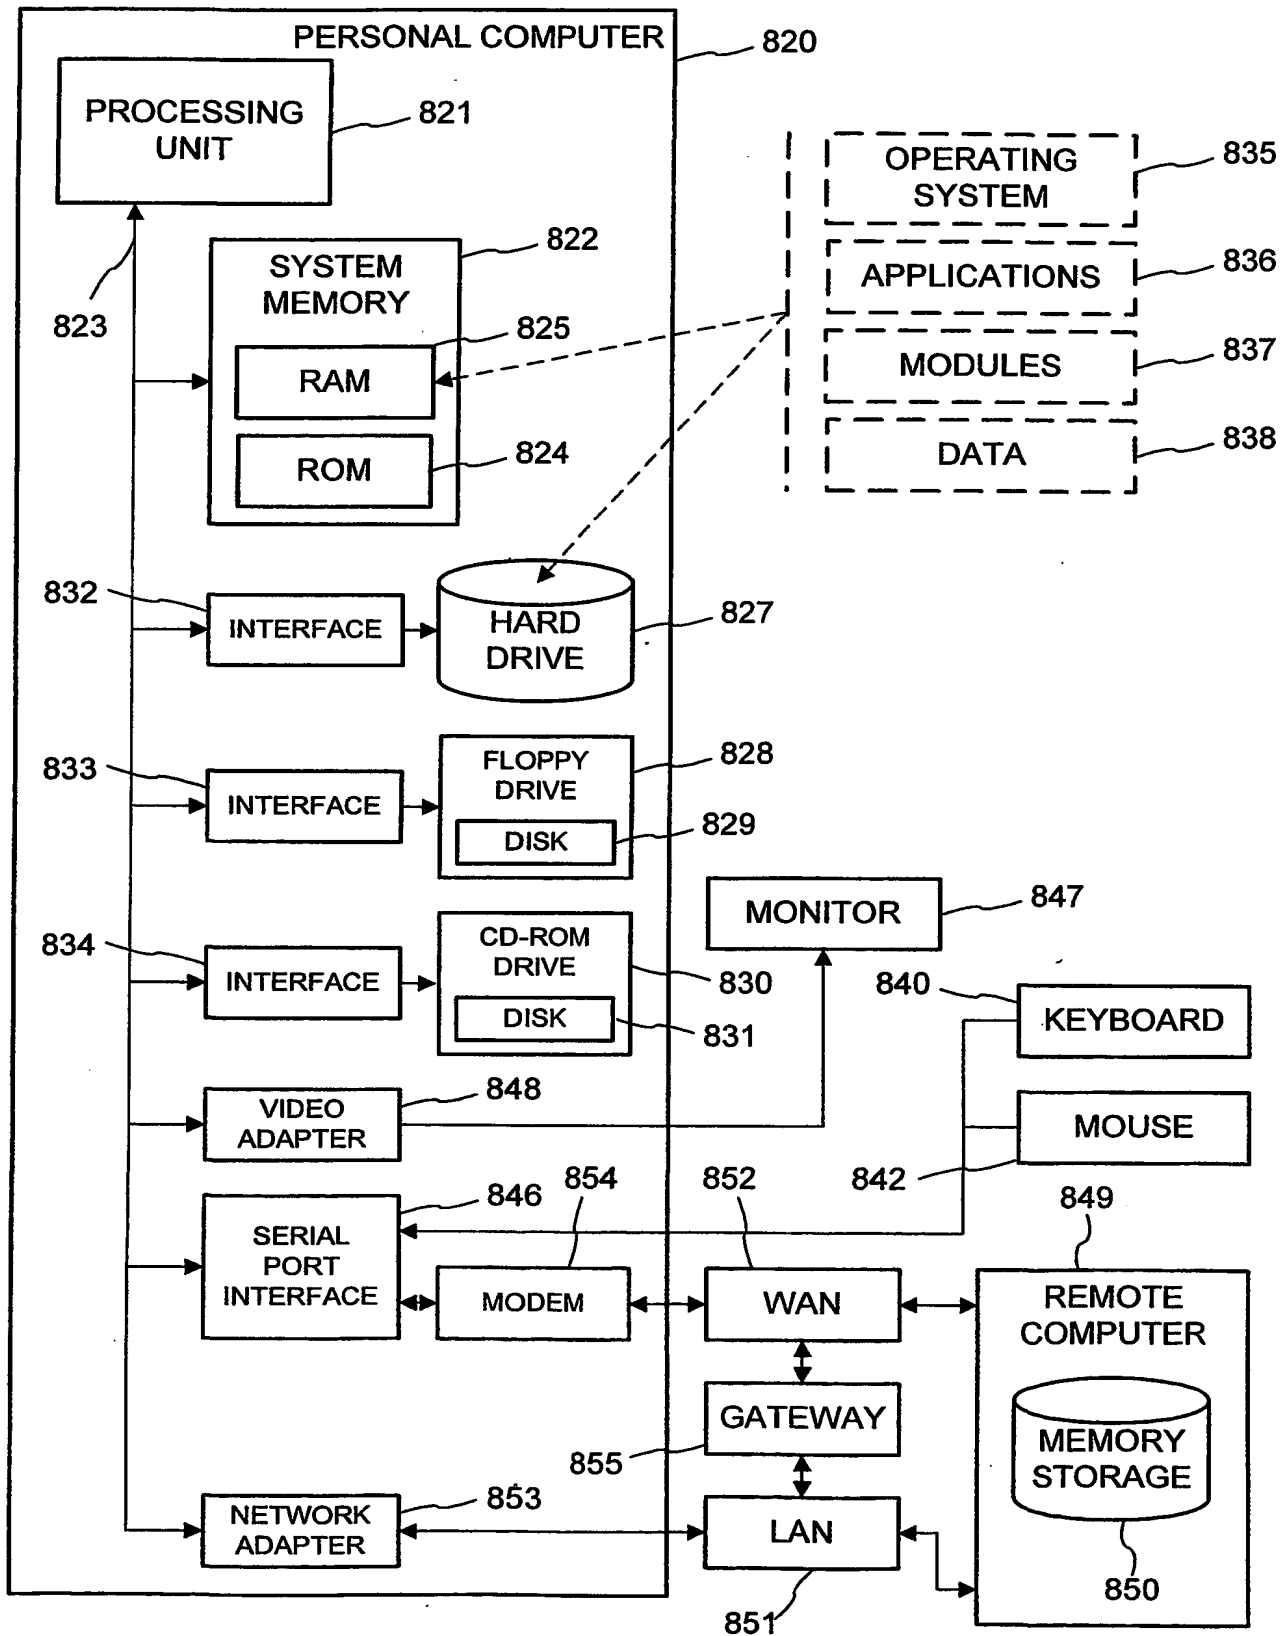 PERSONAL COMPUTER
820
PROCESSING
UNIT
821
OPERATING
SYSTEM
835
822
SYSTEM
MEMORY
APPLICATIONS
836
823
825
RAM
MODULES
837
824
ROM
DATA
838
832
INTERFACE
HARD
DRIVE
827
833
INTERFACE
FLOPPY
DRIVE
828
DISK
829
MONITOR
847
834
INTERFACE
CD-ROM
DRIVE
830
DISK
831
840
KEYBOARD
848
VIDEO
ADAPTER
MOUSE
842
846
854
852
849
SERIAL
PORT
INTERFACE
MODEM
WAN
REMOTE
COMPUTER
GATEWAY
855
MEMORY
STORAGE
853
NETWORK
ADAPTER
LAN
850
851